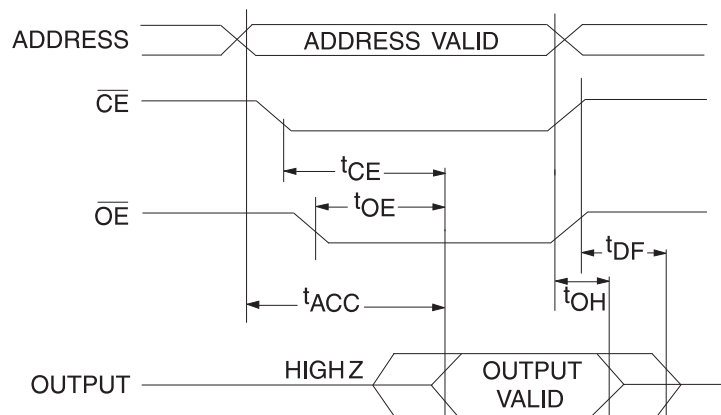 ADDRESS
ADDRESS VALID
CE
tCE
OE
tOE
tDF
tACC
tOH
OUTPUT
HIGH Z
OUTPUT
VALID